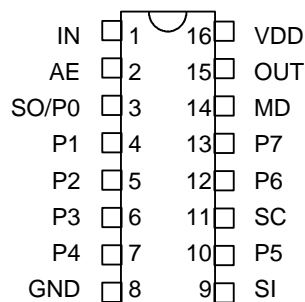 IN 1 16 VDD
AE 2 15 OUT
SO/P0 3 14 MD
P1 4 13 P7
P2 5 12 P6
P3 6 11 SC
P4 7 10 P5
GND 8 9 SI